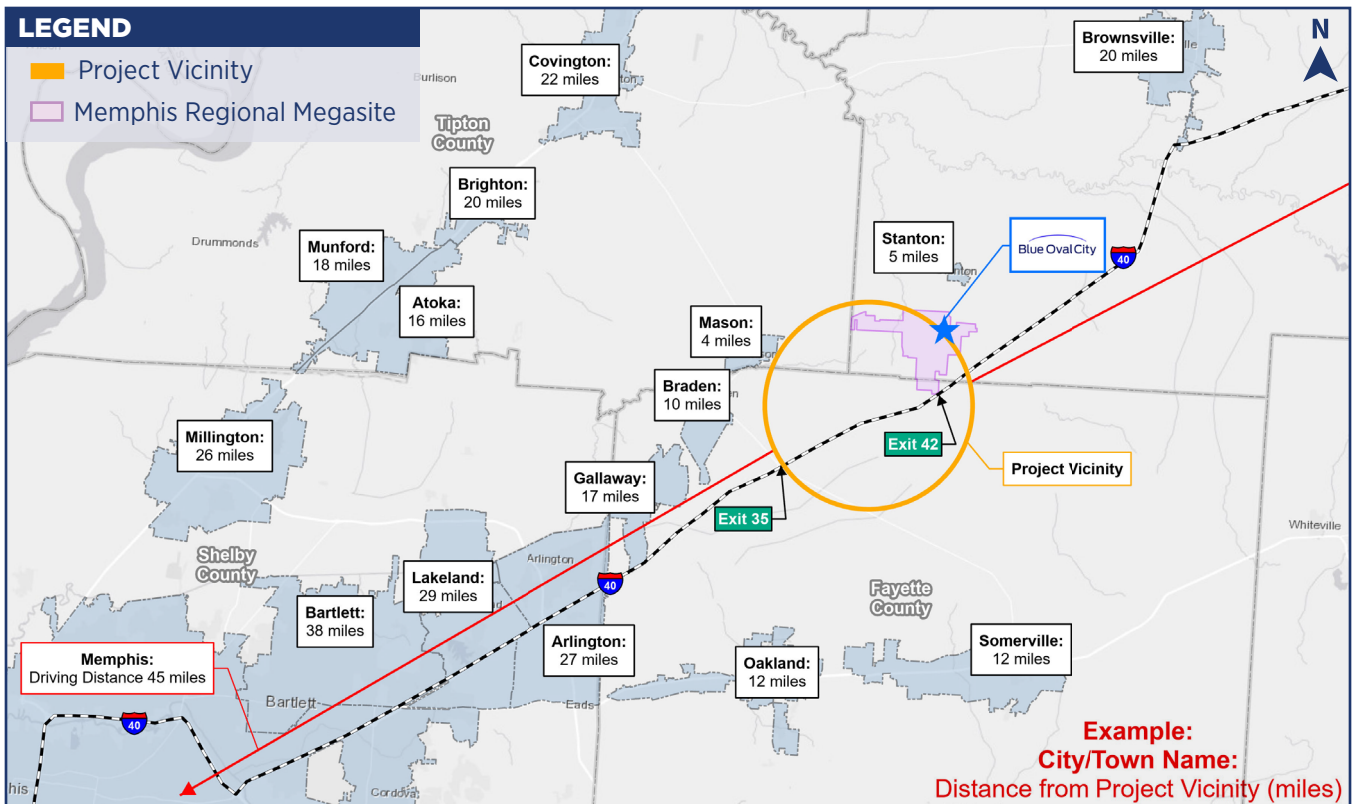 LEGEND
Project Vicinity
Memphis Regional Megasite
N
Brownsville:
20 miles
Covington:
22 miles
Burlison
Tipton
County
Brighton:
20 miles
Drummonds
Munford:
18 miles
Atoka:
16 miles
Stanton:
5 miles
Blue Oval City
40
Mason:
4 miles
Braden:
10 miles
Millington:
26 miles
Exit 42
Project Vicinity
Gallaway:
17 miles
Exit 35
Whiteville
Shelby
County
Arlington
Lakeland:
29 miles
40
Fayette
County
Bartlett:
38 miles
Arlington:
27 miles
Somerville:
12 miles
Memphis:
Driving Distance 45 miles
Oakland:
12 miles
Bartlett
Eads
40
Cordova
his
Example:
City/Town Name:
Distance from Project Vicinity (miles)